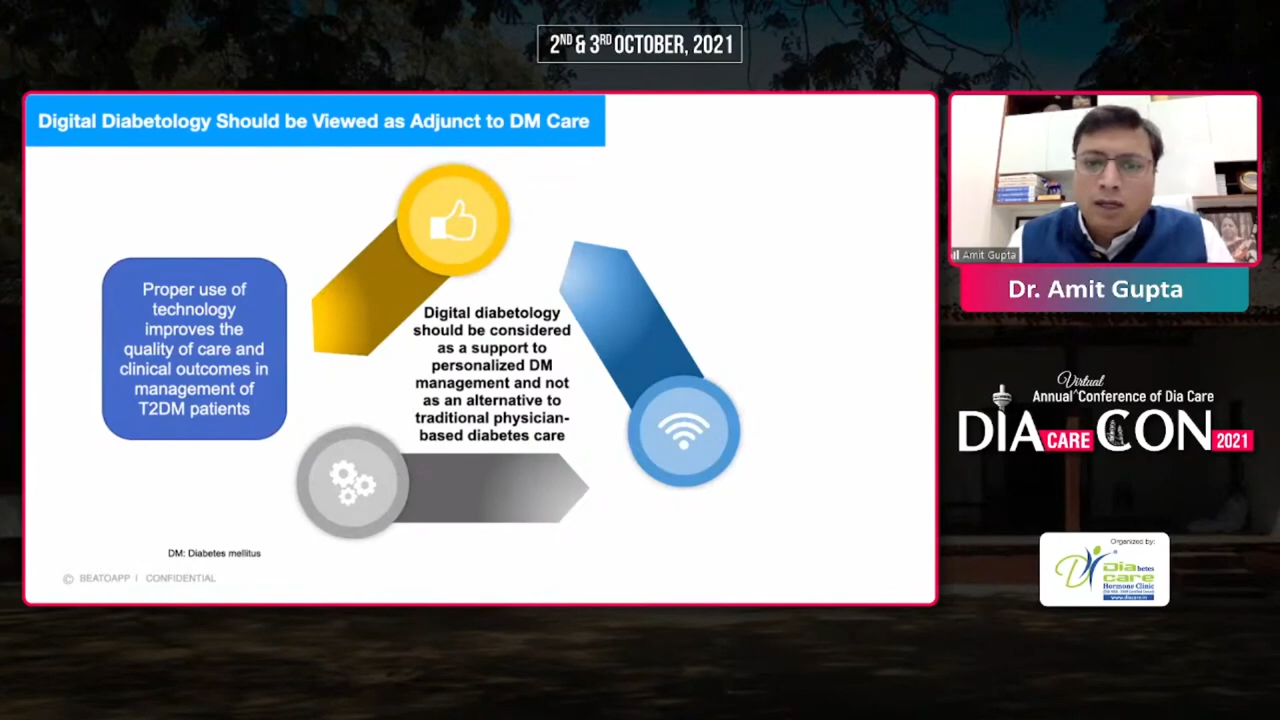 2ND & 3RD OCTOBER, 2021
Digital Diabetology Should be Viewed as Adjunct to DM Care
Proper use of
technology
improves the
quality of care and
clinical outcomes in
management of
T2DM patients
Digital diabetology
should be considered
as a support to
personalized DM
management and not
as an alternative to
traditional physician-
based diabetes care
DM: Diabetes mellitus
© BEATOAPP | CONFIDENTIAL
Amit Gupta
Dr. Amit Gupta
Virtual
Annual ^ Conference of Dia Care
DIA CARE CON 2021
Organized by:
Diabetes
care
Hormone Clinic
www.diacare.in